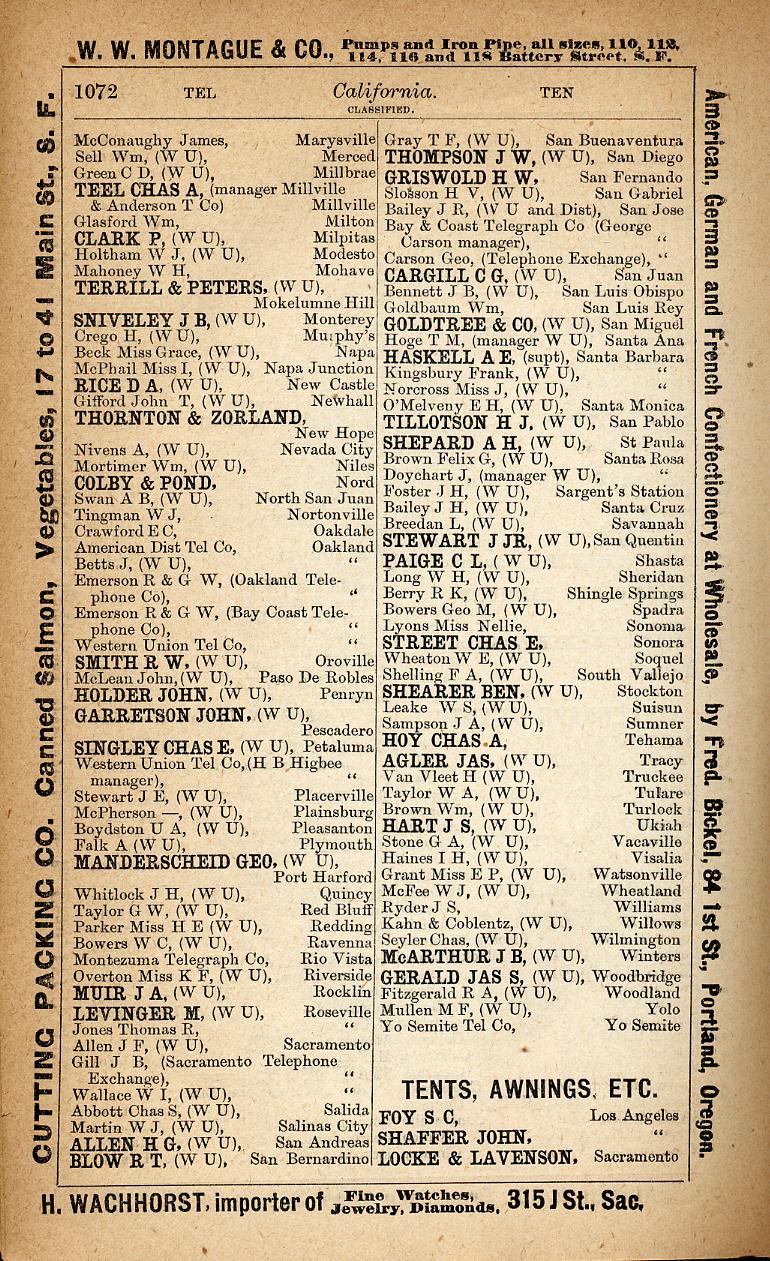 W. W. MONTAGUE & CO., Pumps and Iron Pipe, all sizes, 110, 112,
114, 116 and 118 Battery Street. S. F.
1072 TEL California. TEN
CLASSIFIED.
McConaughy James, Marysville
Sell Wm, (W U), Merced
Green C D, (W U), Millbrae
TEEL CHAS A, (manager Millville
& Anderson T Co) Millville
Glasford Wm, Milton
CLARK P, (W U), Milpitas
Holtham W J, (W U), Modesto
Mahoney W H, Mohave
TERRILL & PETERS, (W U),
Mokelumne Hill
SNIVELEY J B, (W U), Monterey
Crego H, (W U), Murphy's
Beck Miss Grace, (W U), Napa
McPhail Miss I, (W U), Napa Junction
RICE D A, (W U), New Castle
Gifford John T, (W U), Newhall
THORNTON & ZORLAND,
New Hope
Nivens A, (W U), Nevada City
Mortimer Wm, (W U), Niles
COLBY & POND, Nord
Swan A B, (W U), North San Juan
Tingman W J, Nortonville
Crawford E C, Oakdale
American Dist Tel Co, Oakland
Betts J, (W U), “
Emerson R & G W, (Oakland Tele-
phone Co), “
Emerson R & G W, (Bay Coast Tele-
phone Co), “
Western Union Tel Co, “
SMITH R W, (W U), Oroville
McLean John, (W U), Paso De Robles
HOLDER JOHN, (W U), Penryn
GARRETSON JOHN, (W U),
Pescadero
SINGLEY CHAS E, (W U), Petaluma
Western Union Tel Co, (H B Higbee
manager), “
Stewart J E, (W U), Placerville
McPherson —, (W U), Plainsburg
Boydston U A, (W U), Pleasanton
Falk A (W U), Plymouth
MANDERSCHEID GEO, (W U),
Port Harford
Whitlock J H, (W U), Quincy
Taylor G W, (W U), Red Bluff
Parker Miss H E (W U), Redding
Bowers W C, (W U), Ravenna
Montezuma Telegraph Co, Rio Vista
Overton Miss K F, (W U), Riverside
MUIR J A, (W U), Rocklin
LEVINGER M, (W U), Roseville
Jones Thomas R, “
Allen J F, (W U), Sacramento
Gill J B, (Sacramento Telephone
Exchange), “
Wallace W I, (W U), “
Abbott Chas S, (W U), Salida
Martin W J, (W U), Salinas City
ALLEN H G, (W U), San Andreas
BLOW R T, (W U), San Bernardino
Gray T F, (W U), San Buenaventura
THOMPSON J W, (W U), San Diego
GRISWOLD H W, San Fernando
Slosson H V, (W U), San Gabriel
Bailey J R, (W U and Dist), San Jose
Bay & Coast Telegraph Co (George
Carson manager), “
Carson Geo, (Telephone Exchange), “
CARGILL C G, (W U), San Juan
Bennett J B, (W U), San Luis Obispo
Goldbaum Wm, San Luis Rey
GOLDTREE & CO, (W U), San Miguel
Hoge T M, (manager W U), Santa Ana
HASKELL A E, (supt), Santa Barbara
Kingsbury Frank, (W U), “
Norcross Miss J, (W U), “
O'Melveny E H, (W U), Santa Monica
TILLOTSON H J, (W U), San Pablo
SHEPARD A H, (W U), St Paula
Brown Felix G, (W U), Santa Rosa
Doychart J, (manager W U), “
Foster J H, (W U), Sargent's Station
Bailey J H, (W U), Santa Cruz
Breedan L, (W U), Savannah
STEWART J JR, (W U), San Quentin
PAIGE C L, ( W U), Shasta
Long W H, (W U), Sheridan
Berry R K, (W U), Shingle Springs
Bowers Geo M, (W U), Spadra
Lyons Miss Nellie, Sonoma
STREET CHAS E, Sonora
Wheaton W E, (W U), Soquel
Shelling F A, (W U), South Vallejo
SHEARER BEN, (W U), Stockton
Leake W S, (W U), Suisun
Sampson J A, (W U), Sumner
HOY CHAS A, Tehama
AGLER JAS, (W U), Tracy
Van Vleet H (W U), Truckee
Taylor W A, (W U), Tulare
Brown Wm, (W U), Turlock
HART J S, (W U), Ukiah
Stone G A, (W U), Vacaville
Haines I H, (W U), Visalia
Grant Miss E P, (W U), Watsonville
McFee W J, (W U), Wheatland
Ryder J S, Williams
Kahn & Coblentz, (W U), Willows
Seyler Chas, (W U), Wilmington
McARTHUR J B, (W U), Winters
GERALD JAS S, (W U), Woodbridge
Fitzgerald R A, (W U), Woodland
Mullen M F, (W U), Yolo
Yo Semite Tel Co, Yo Semite
TENTS, AWNINGS, ETC.
FOY S C, Los Angeles
SHAFFER JOHN, “
LOCKE & LAVENSON, Sacramento
H. WACHHORST, importer of Fine Watches, Jewelry, Diamonds, 315 J St., Sac,
CUTTING PACKING CO. Canned Salmon, Vegetables, 17 to 41 Main St., S. F.
American, German and French Confectionery at Wholesale, by Fred. Bickel, 84 1st St., Portland, Oregon.